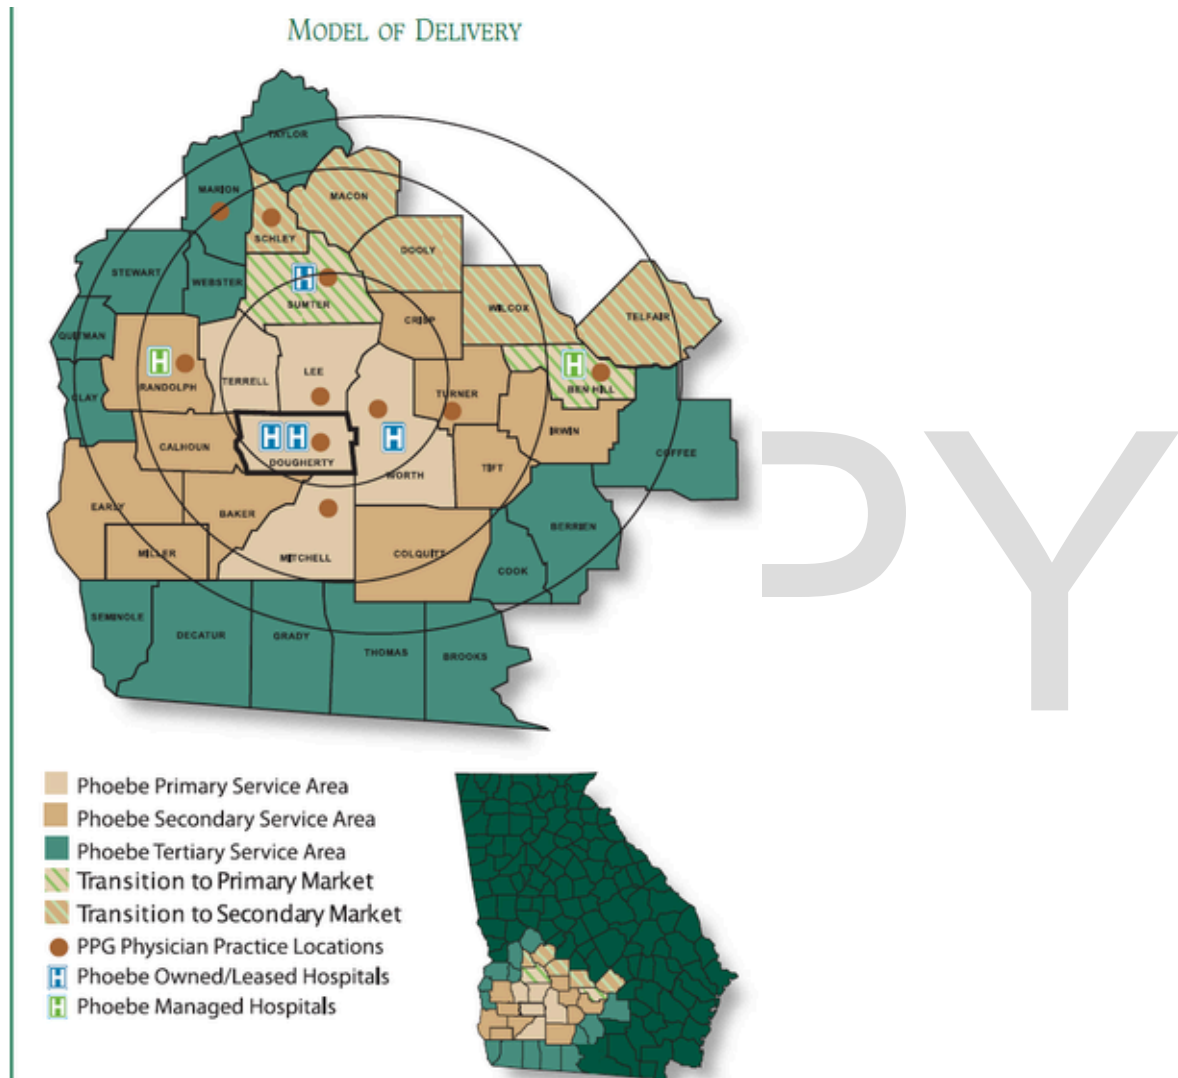 MODEL OF DELIVERY
TAYLOR
MARION
MACON
SCHLEY
DOOLY
STEWART
WEBSTER
SUMTER
WILCOX
TELFAIR
CRISP
QUITMAN
RANDOLPH
TERRELL
LEE
BEN HILL
CLAY
TURNER
IRWIN
CALHOUN
DOUGHERTY
WORTH
TIFT
COFFEE
EARLY
BAKER
BERRIEN
MILLER
MITCHELL
COLQUITT
COOK
SEMINOLE
DECATUR
GRADY
THOMAS
BROOKS
H
H
H
H H
H
PY
Phoebe Primary Service Area
Phoebe Secondary Service Area
Phoebe Tertiary Service Area
Transition to Primary Market
Transition to Secondary Market
PPG Physician Practice Locations
H Phoebe Owned/Leased Hospitals
H Phoebe Managed Hospitals